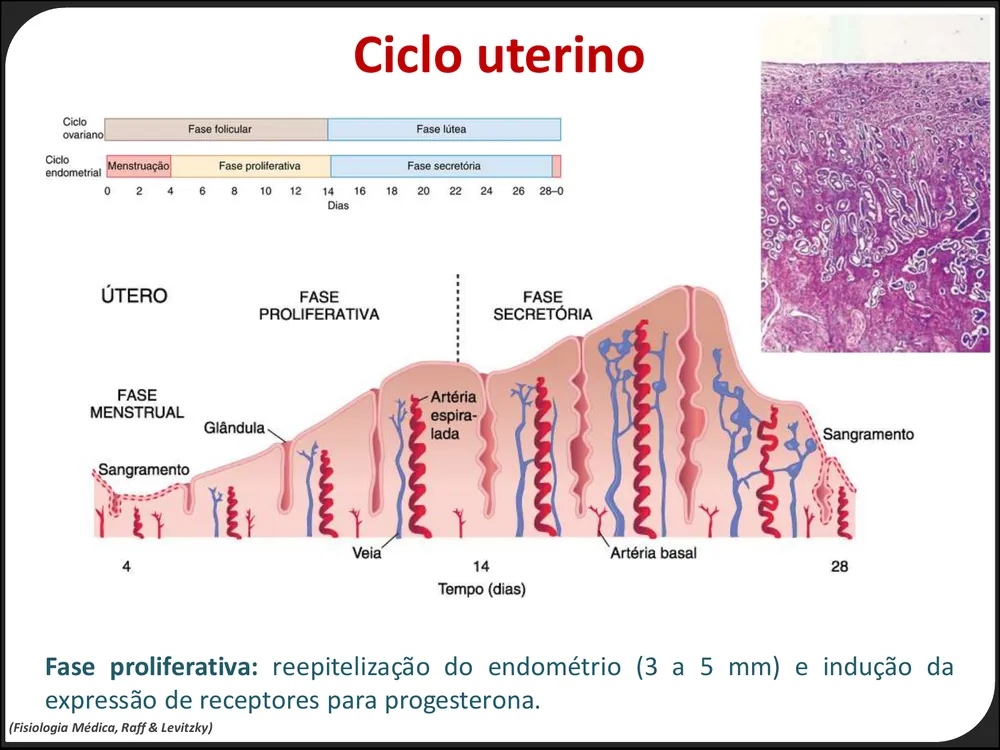 Ciclo uterino
Ciclo
ovariano
Fase folicular
Fase lútea
Ciclo
endometrial
Menstruação
Fase proliferativa
Fase secretória
0 2 4 6 8 10 12 14 16 18 20 22 24 26 28–0
Dias
ÚTERO
FASE
PROLIFERATIVA
FASE
SECRETÓRIA
FASE
MENSTRUAL
Artéria
espira-
lada
Glândula
Sangramento
Sangramento
Veia
Artéria basal
4 14 28
Tempo (dias)
Fase proliferativa: reepitelização do endométrio (3 a 5 mm) e indução da
expressão de receptores para progesterona.
(Fisiologia Médica, Raff & Levitzky)